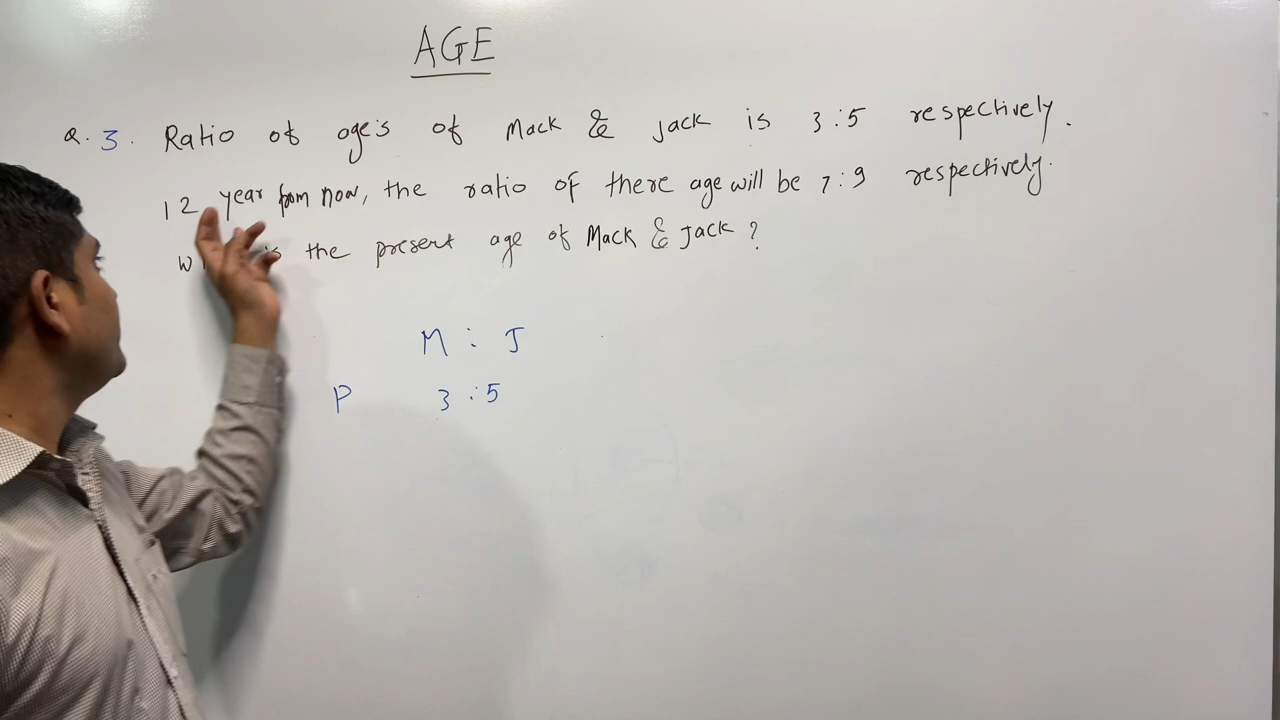 AGE
Q. 3. Ratio of age's of Mack & Jack is 3:5 respectively.
12 year from now, the ratio of there age will be 7:9 respectively.
is the present age of Mack & Jack ?
M : J
P 3 : 5